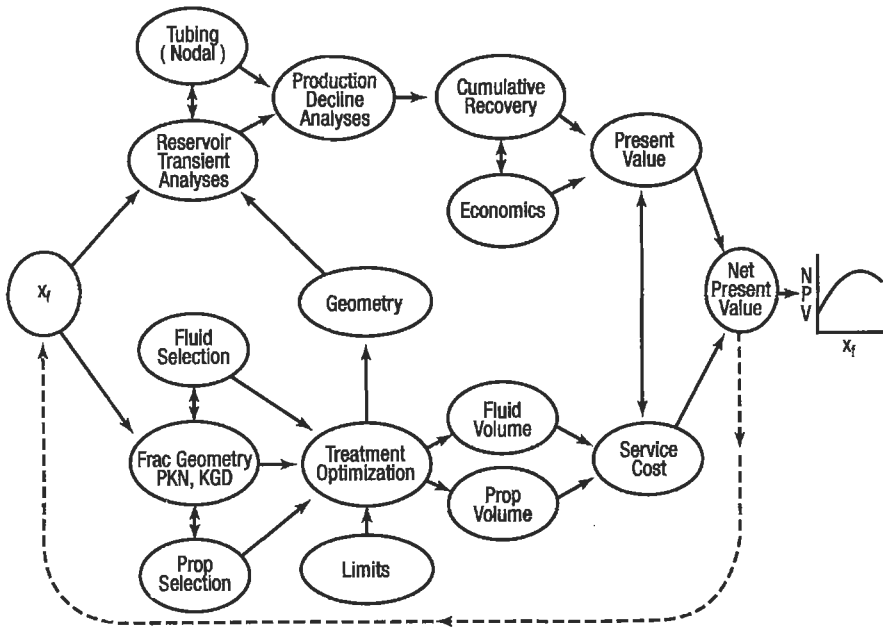 Tubing
( Nodal )
Production
Decline
Analyses
Cumulative
Recovery
Present
Value
Reservoir
Transient
Analyses
Economics
Net
Present
Value
N
P
V
x_f
x_f
Geometry
Fluid
Selection
Frac Geometry
PKN, KGD
Treatment
Optimization
Fluid
Volume
Prop
Volume
Service
Cost
Prop
Selection
Limits